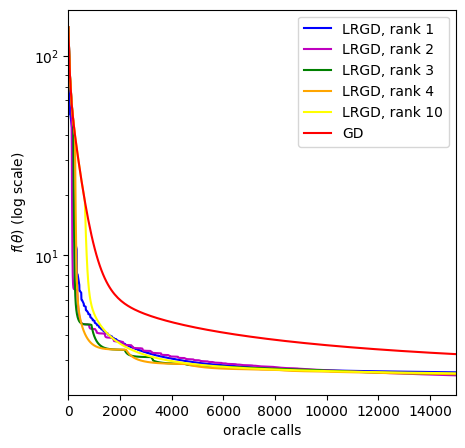 LRGD, rank 1
LRGD, rank 2
LRGD, rank 3
LRGD, rank 4
LRGD, rank 10
GD
10²
10¹
f(θ) (log scale)
0 2000 4000 6000 8000 10000 12000 14000
oracle calls